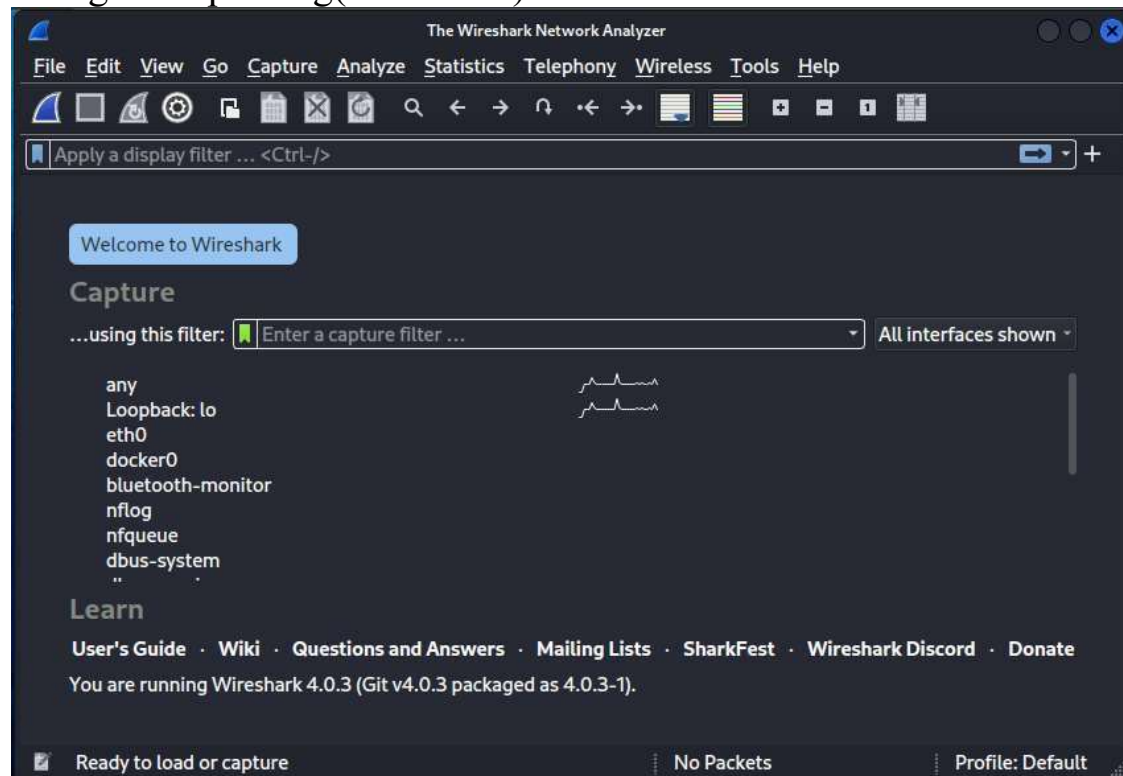 The Wireshark Network Analyzer
File Edit View Go Capture Analyze Statistics Telephony Wireless Tools Help
Apply a display filter ... <Ctrl-/>
Welcome to Wireshark
Capture
...using this filter: Enter a capture filter ... All interfaces shown
any
Loopback: lo
eth0
docker0
bluetooth-monitor
nflog
nfqueue
dbus-system
Learn
User's Guide · Wiki · Questions and Answers · Mailing Lists · SharkFest · Wireshark Discord · Donate
You are running Wireshark 4.0.3 (Git v4.0.3 packaged as 4.0.3-1).
Ready to load or capture No Packets Profile: Default